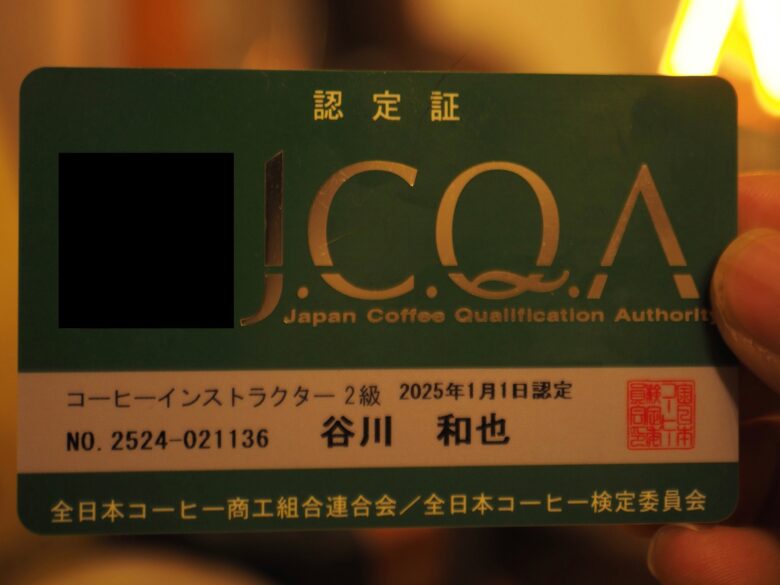 認定証
J.C.Q.A
Japan Coffee Qualification Authority
コーヒーインストラクター 2級 2025年1月1日認定
NO. 2524-021136 谷川 和也
全日本コーヒー商工組合連合会／全日本コーヒー検定委員会